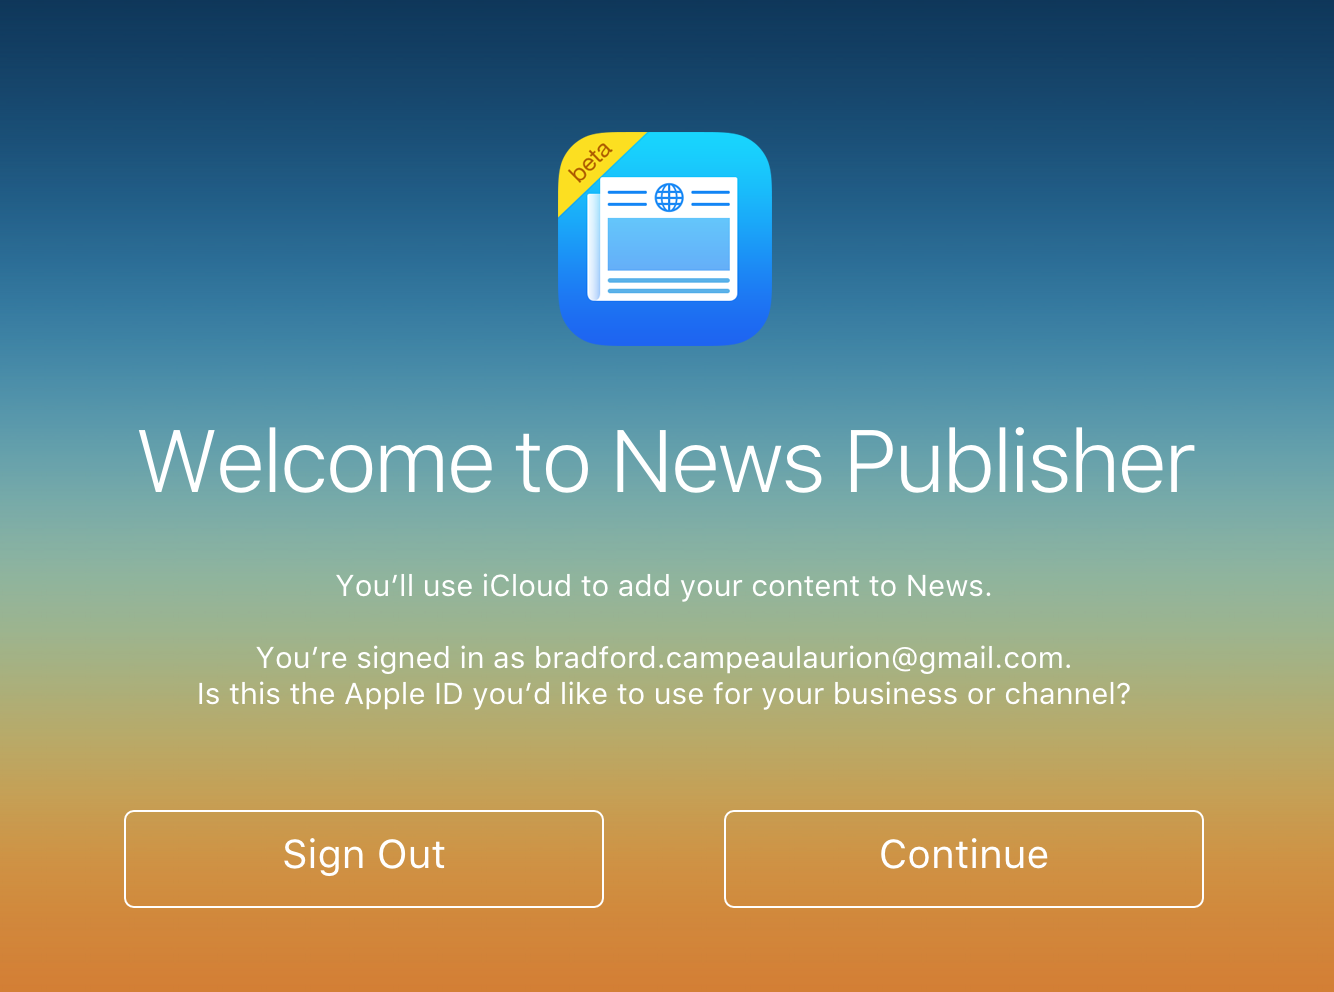 beta
Welcome to News Publisher
You’ll use iCloud to add your content to News.
You’re signed in as bradford.campeaulaurion@gmail.com.
Is this the Apple ID you’d like to use for your business or channel?
Sign Out
Continue